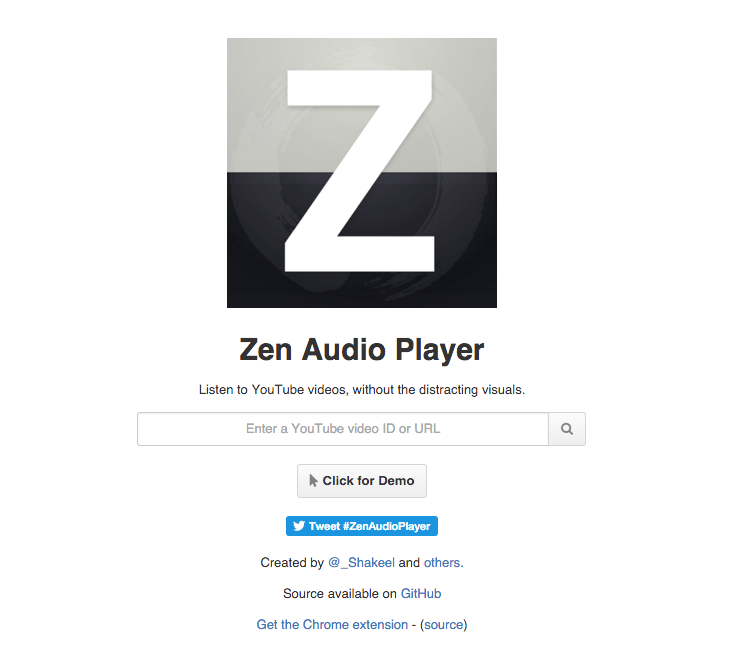 Z
Zen Audio Player
Listen to YouTube videos, without the distracting visuals.
Enter a YouTube video ID or URL
Click for Demo
Tweet #ZenAudioPlayer
Created by @_Shakeel and others.
Source available on GitHub
Get the Chrome extension - (source)